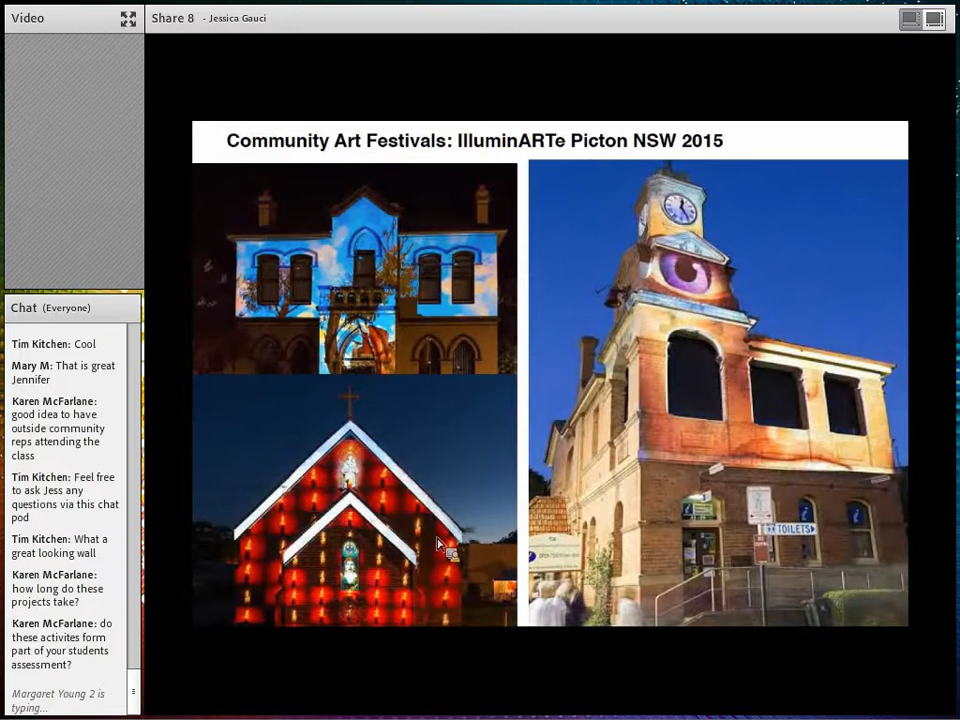 Video
Share 8 - Jessica Gauci
Community Art Festivals: IlluminARTe Picton NSW 2015
TOILETS
Chat (Everyone)
Tim Kitchen: Cool
Mary M: That is great
Jennifer
Karen McFarlane:
good idea to have
outside community
reps attending the
class
Tim Kitchen: Feel free
to ask Jess any
questions via this chat
pod
Tim Kitchen: What a
great looking wall
Karen McFarlane:
how long do these
projects take?
Karen McFarlane: do
these activites form
part of your students
assessment?
Margaret Young 2 is
typing...